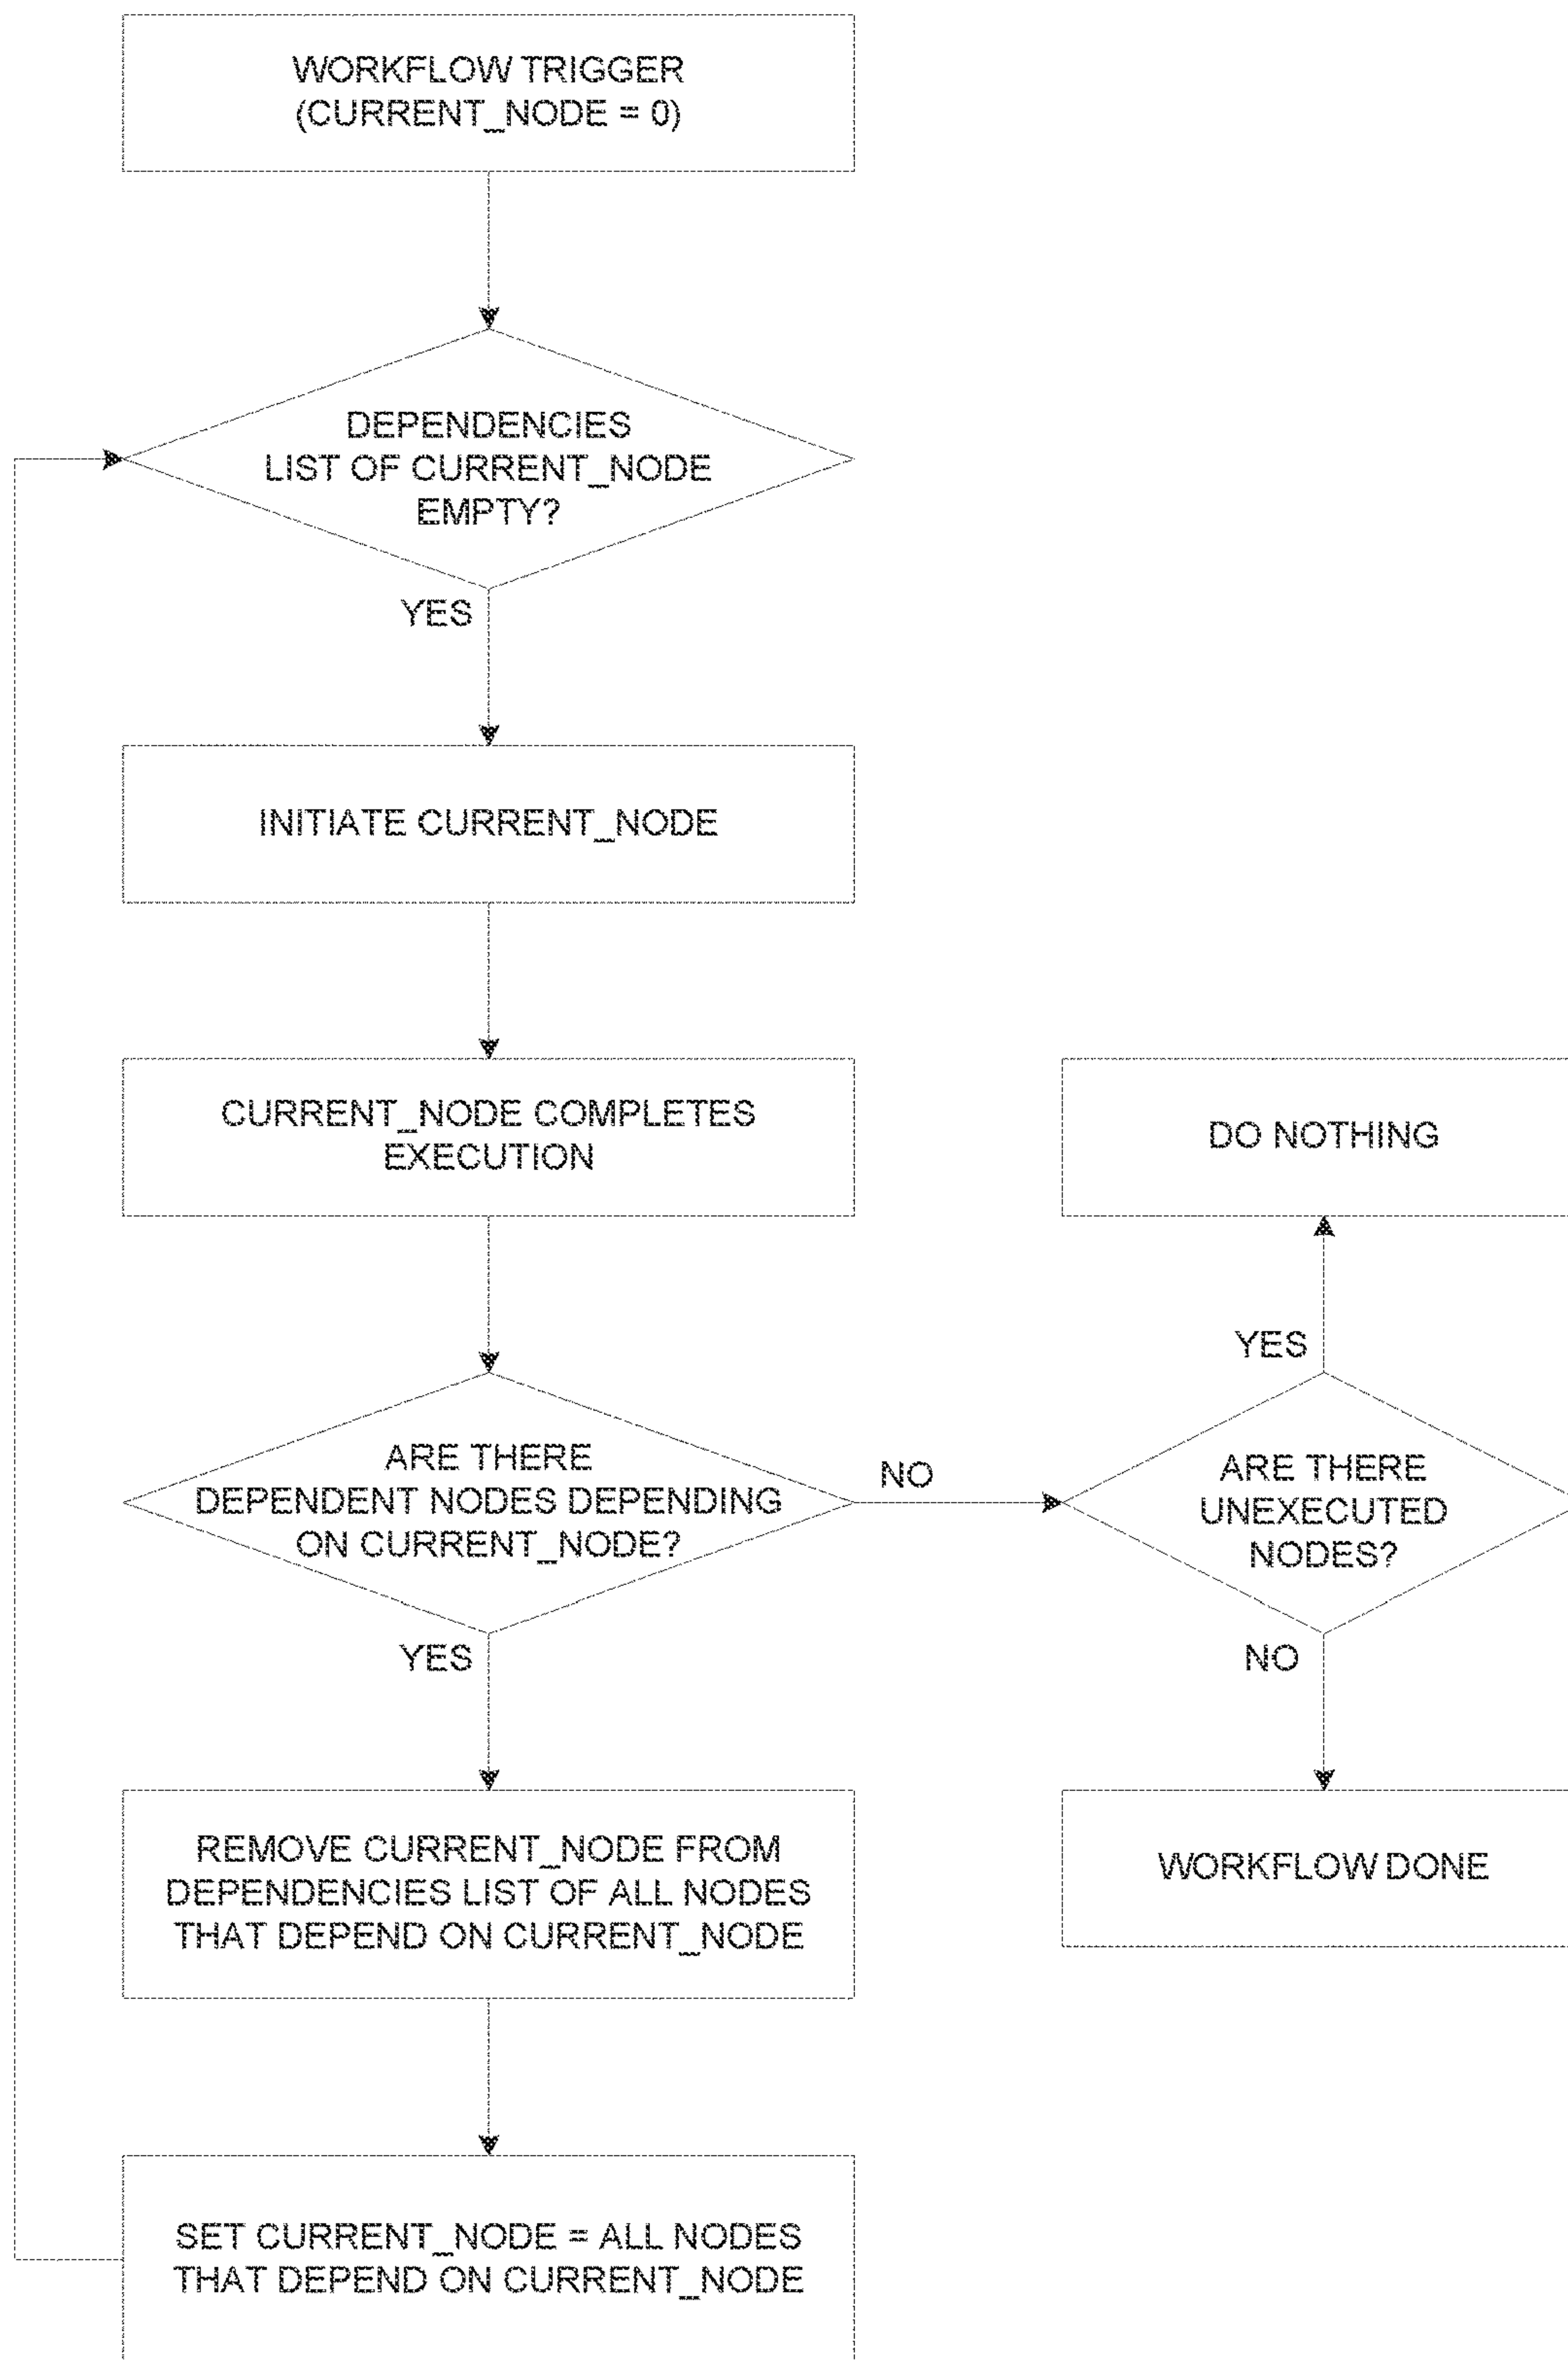 WORKFLOW TRIGGER
(CURRENT_NODE = 0)
DEPENDENCIES
LIST OF CURRENT_NODE
EMPTY?
YES
INITIATE CURRENT_NODE
CURRENT_NODE COMPLETES
EXECUTION
DO NOTHING
YES
ARE THERE
DEPENDENT NODES DEPENDING
ON CURRENT_NODE?
NO
ARE THERE
UNEXECUTED
NODES?
YES
NO
REMOVE CURRENT_NODE FROM
DEPENDENCIES LIST OF ALL NODES
THAT DEPEND ON CURRENT_NODE
WORKFLOW DONE
SET CURRENT_NODE = ALL NODES
THAT DEPEND ON CURRENT_NODE